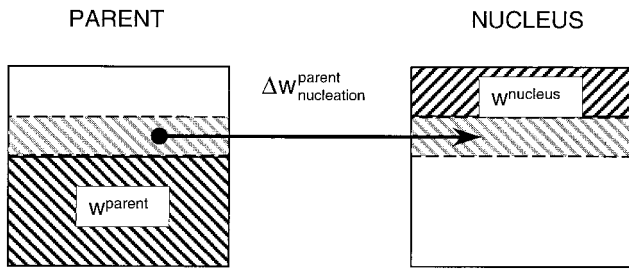 PARENT
NUCLEUS
Δw^parent_nucleation
w^nucleus
w^parent